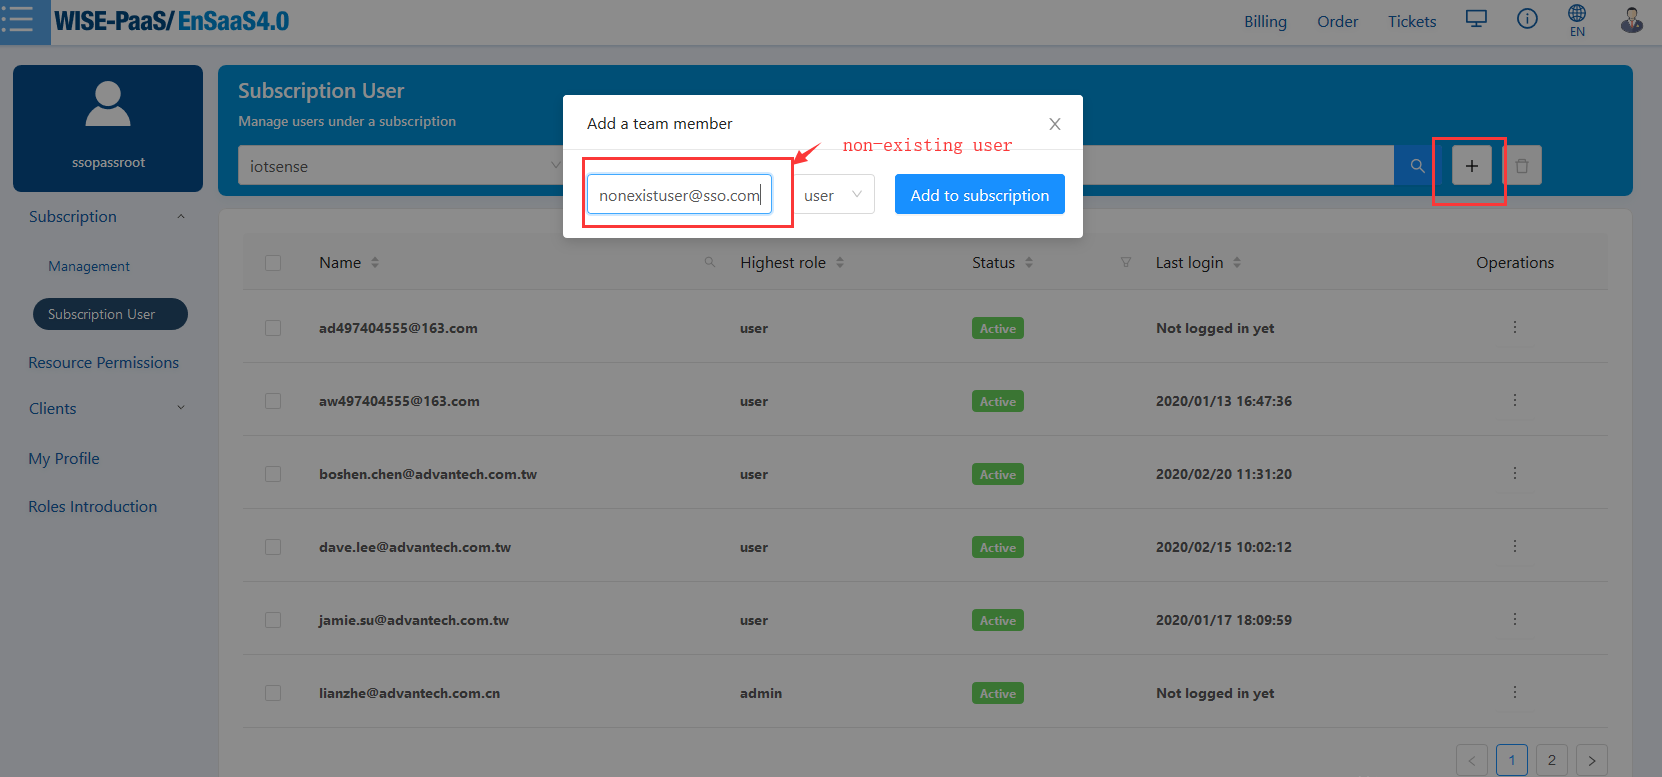 WISE-PaaS/ EnSaaS4.0
Billing Order Tickets EN
ssopassroot
Subscription
Management
Subscription User
Resource Permissions
Clients
My Profile
Roles Introduction
Subscription User
Manage users under a subscription
iotsense
Add a team member
non-existing user
nonexistuser@sso.com user Add to subscription
Name Highest role Status Last login Operations
ad497404555@163.com user Active Not logged in yet
aw497404555@163.com user Active 2020/01/13 16:47:36
boshen.chen@advantech.com.tw user Active 2020/02/20 11:31:20
dave.lee@advantech.com.tw user Active 2020/02/15 10:02:12
jamie.su@advantech.com.tw user Active 2020/01/17 18:09:59
lianzhe@advantech.com.cn admin Active Not logged in yet
< 1 2 >